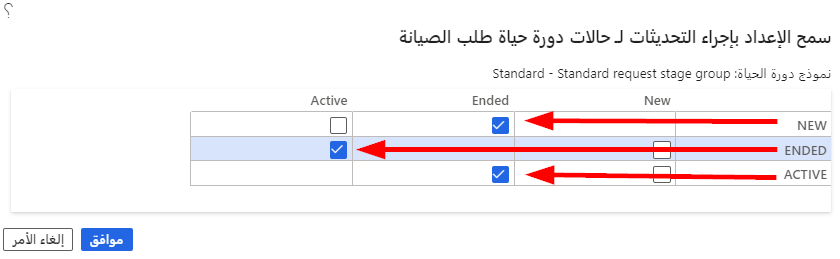 ؟
سمح الإعداد بإجراء التحديثات لـ حالات دورة حياة طلب الصيانة
نموذج دورة الحياة: Standard - Standard request stage group
New Ended Active
NEW
ENDED
ACTIVE
موافق إلغاء الأمر